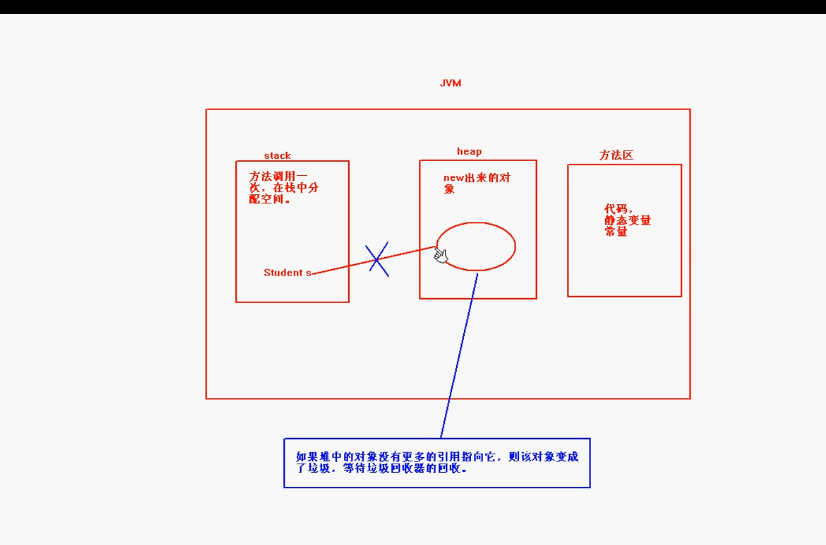 JVM
stack
heap
方法区
方法调用一
次，在栈中分
配空间。
new出来的对
象
代码，
静态变量
常量
Student s
如果堆中的对象没有更多的引用指向它，则该对象变成
了垃圾，等待垃圾回收器的回收。